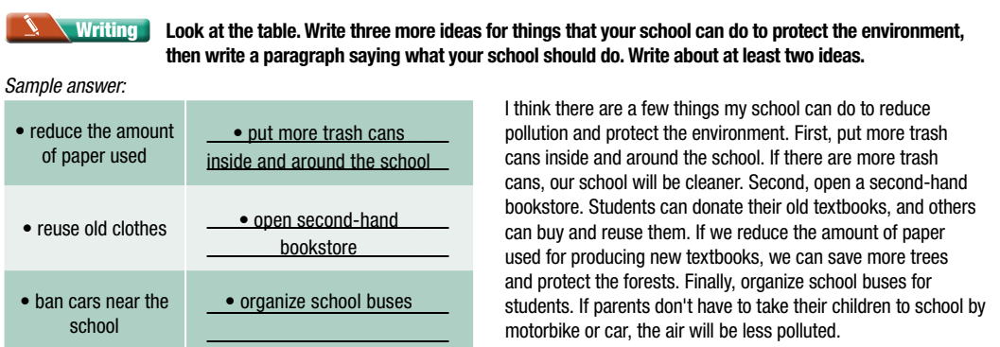 Writing
Look at the table. Write three more ideas for things that your school can do to protect the environment,
then write a paragraph saying what your school should do. Write about at least two ideas.
Sample answer:
• reduce the amount
of paper used
• put more trash cans
inside and around the school
• reuse old clothes
• open second-hand
bookstore
• ban cars near the
school
• organize school buses
I think there are a few things my school can do to reduce
pollution and protect the environment. First, put more trash
cans inside and around the school. If there are more trash
cans, our school will be cleaner. Second, open a second-hand
bookstore. Students can donate their old textbooks, and others
can buy and reuse them. If we reduce the amount of paper
used for producing new textbooks, we can save more trees
and protect the forests. Finally, organize school buses for
students. If parents don't have to take their children to school by
motorbike or car, the air will be less polluted.